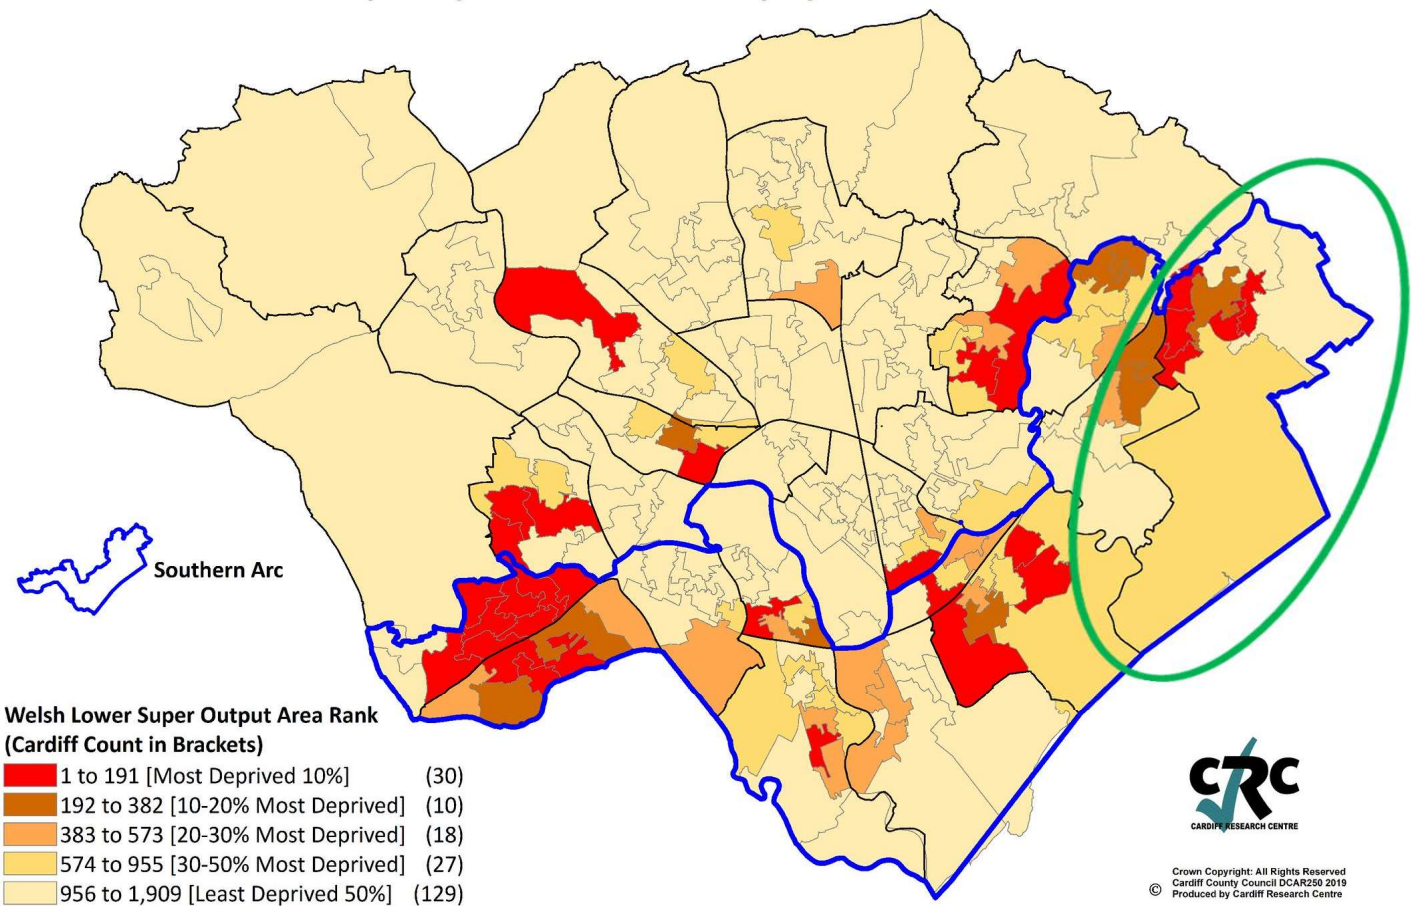 Southern Arc
Welsh Lower Super Output Area Rank
(Cardiff Count in Brackets)
1 to 191 [Most Deprived 10%] (30)
192 to 382 [10-20% Most Deprived] (10)
383 to 573 [20-30% Most Deprived] (18)
574 to 955 [30-50% Most Deprived] (27)
956 to 1,909 [Least Deprived 50%] (129)
CRC
CARDIFF RESEARCH CENTRE
Crown Copyright: All Rights Reserved
Cardiff County Council DCAR250 2019
© Produced by Cardiff Research Centre